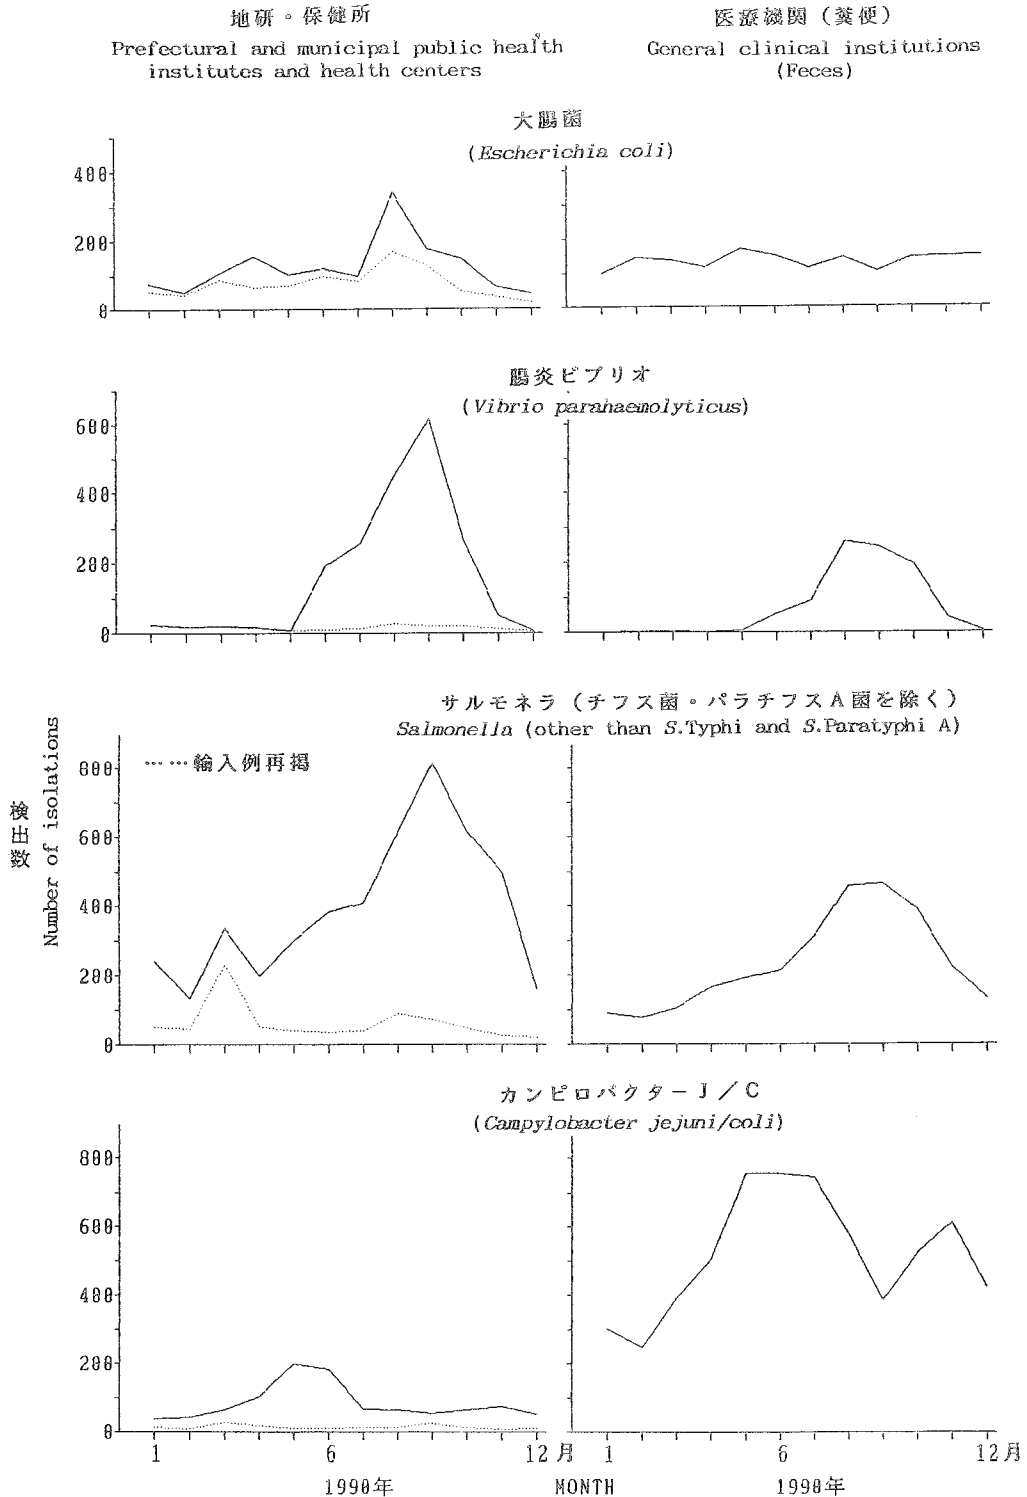 地研・保健所
Prefectural and municipal public health
institutes and health centers
医療機関（糞便）
General clinical institutions
(Feces)
大腸菌
(Escherichia coli)
400
200
0
腸炎ビブリオ
(Vibrio parahaemolyticus)
600
400
200
0
サルモネラ（チフス菌・パラチフスA菌を除く）
Salmonella (other than S.Typhi and S.Paratyphi A)
検出数
Number of isolations
輸入例再掲
800
600
400
200
0
カンピロバクターJ／C
(Campylobacter jejuni/coli)
800
600
400
200
0
1 6 12月 1 6 12月
1990年 MONTH 1990年